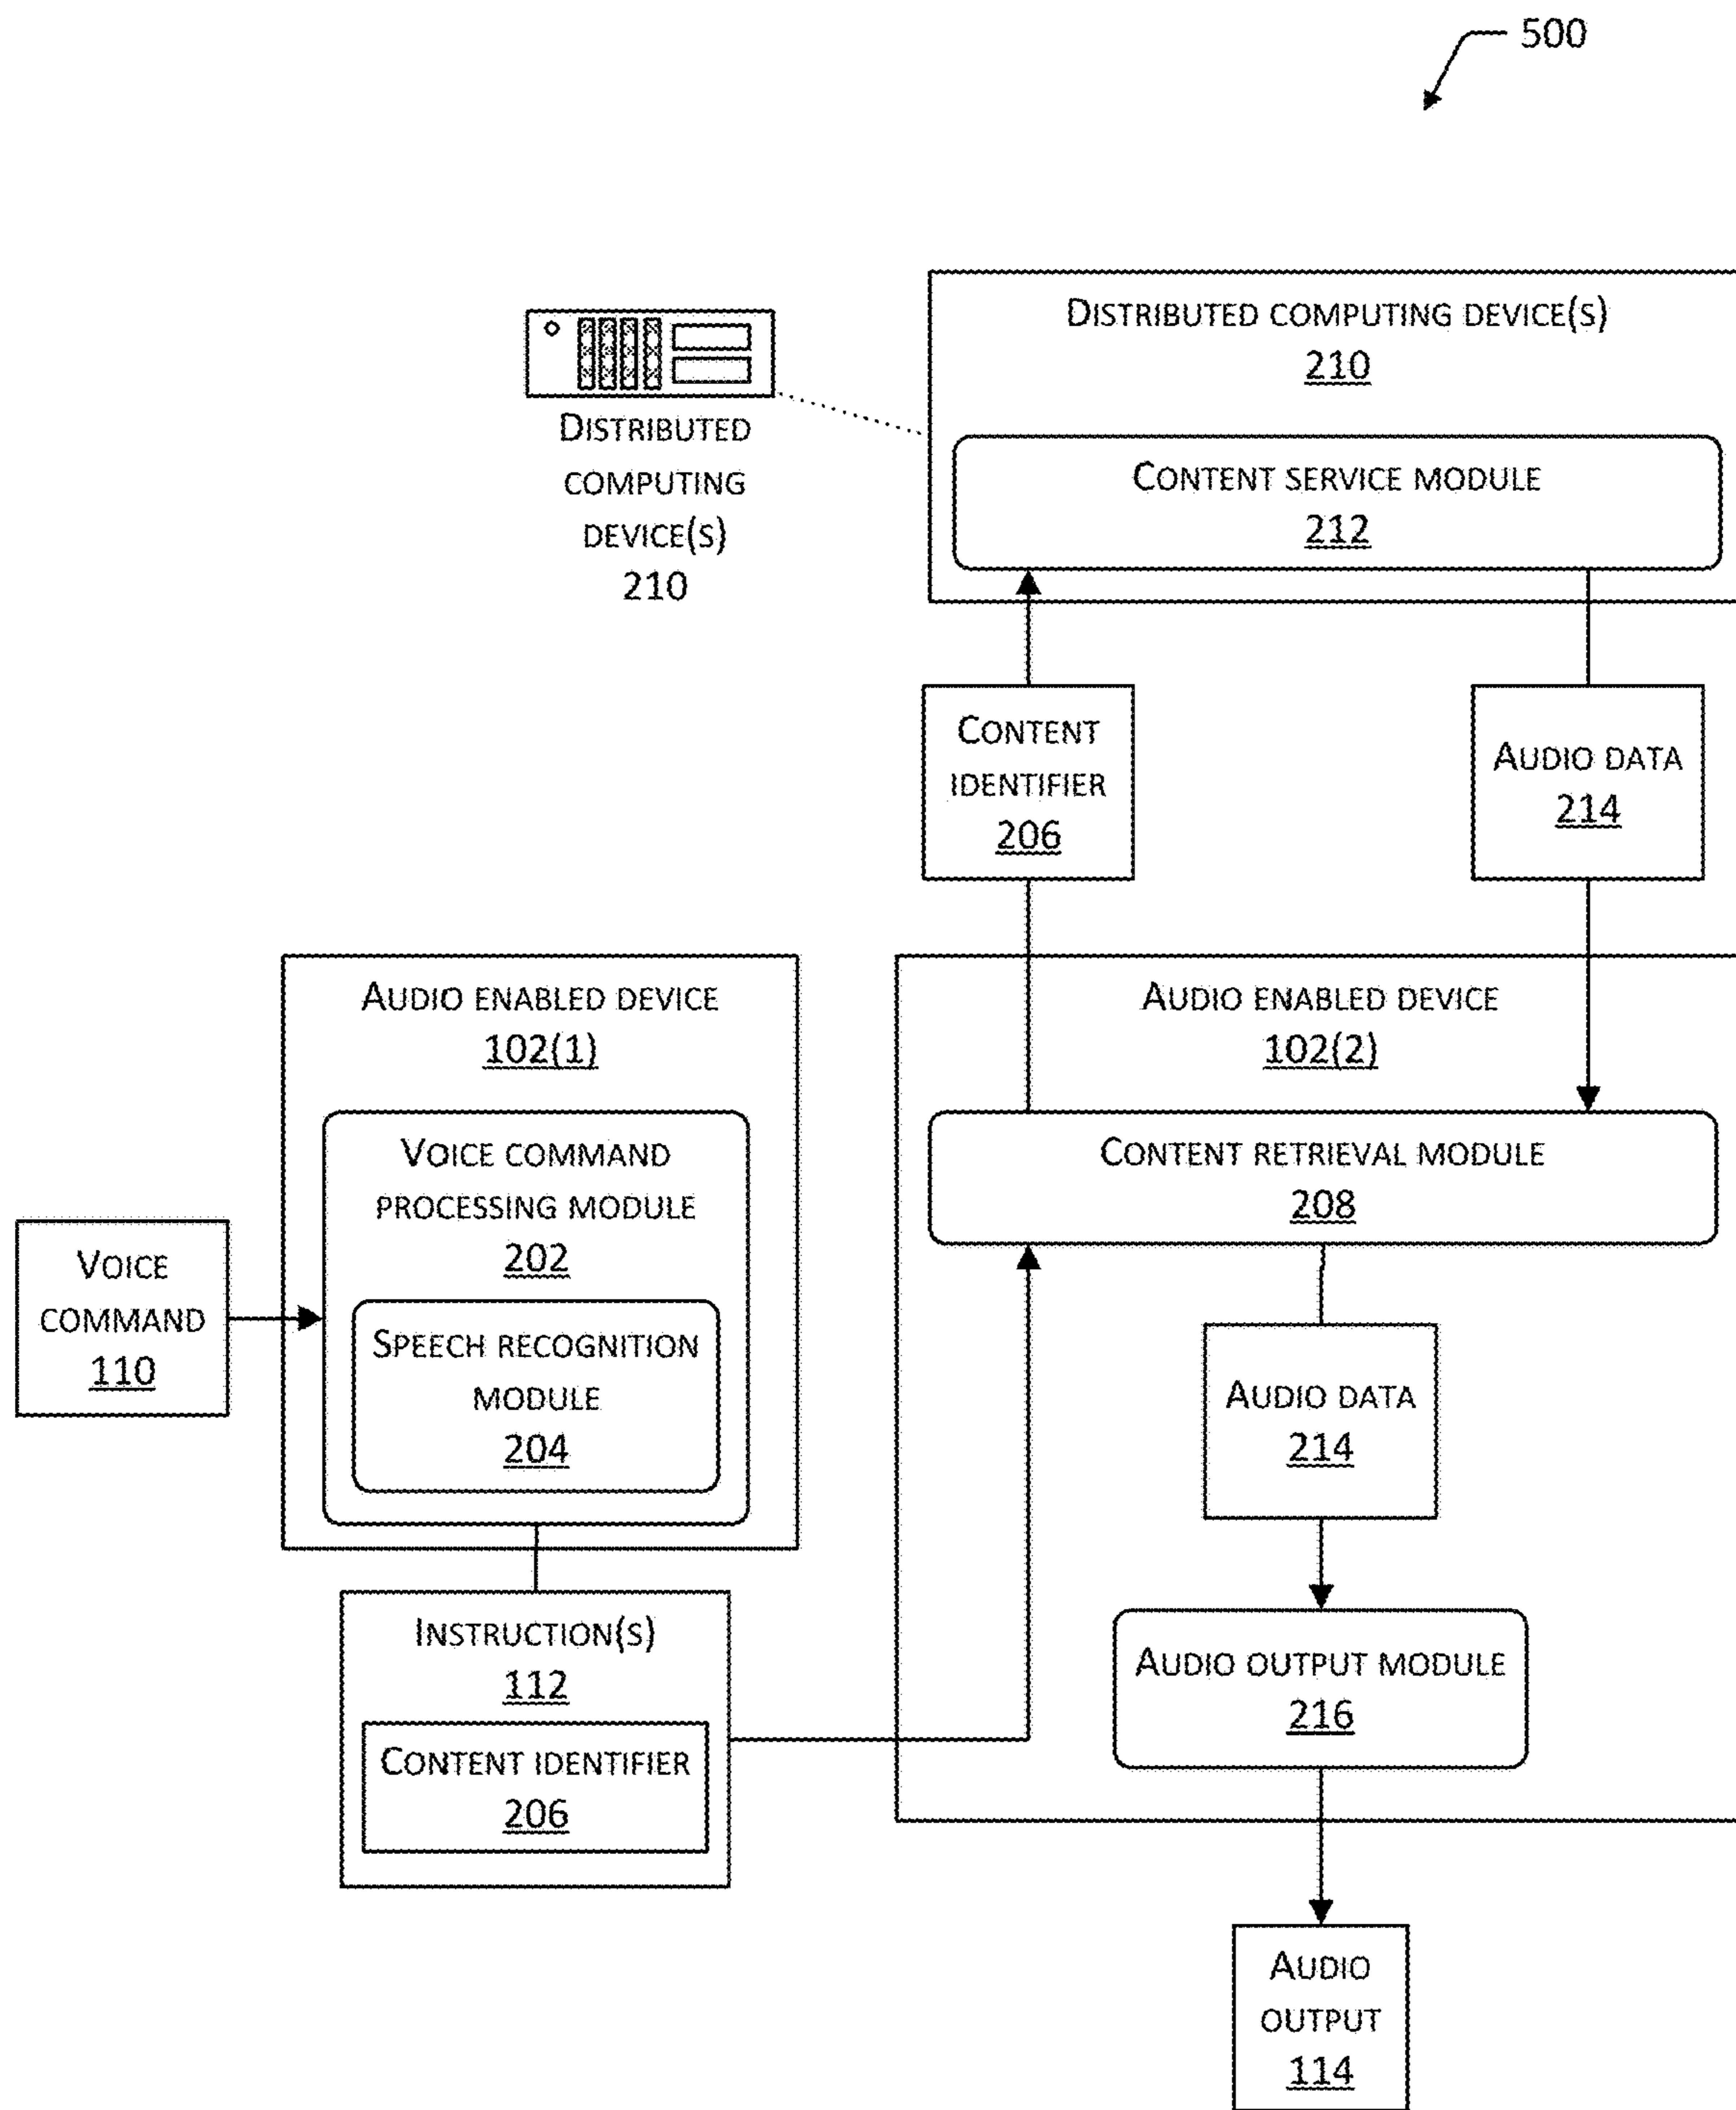 500
DISTRIBUTED COMPUTING DEVICE(S)
210
CONTENT SERVICE MODULE
212
DISTRIBUTED
COMPUTING
DEVICE(S)
210
CONTENT
IDENTIFIER
206
AUDIO DATA
214
AUDIO ENABLED DEVICE
102(1)
VOICE COMMAND
PROCESSING MODULE
202
SPEECH RECOGNITION
MODULE
204
VOICE
COMMAND
110
INSTRUCTION(S)
112
CONTENT IDENTIFIER
206
AUDIO ENABLED DEVICE
102(2)
CONTENT RETRIEVAL MODULE
208
AUDIO DATA
214
AUDIO OUTPUT MODULE
216
AUDIO
OUTPUT
114